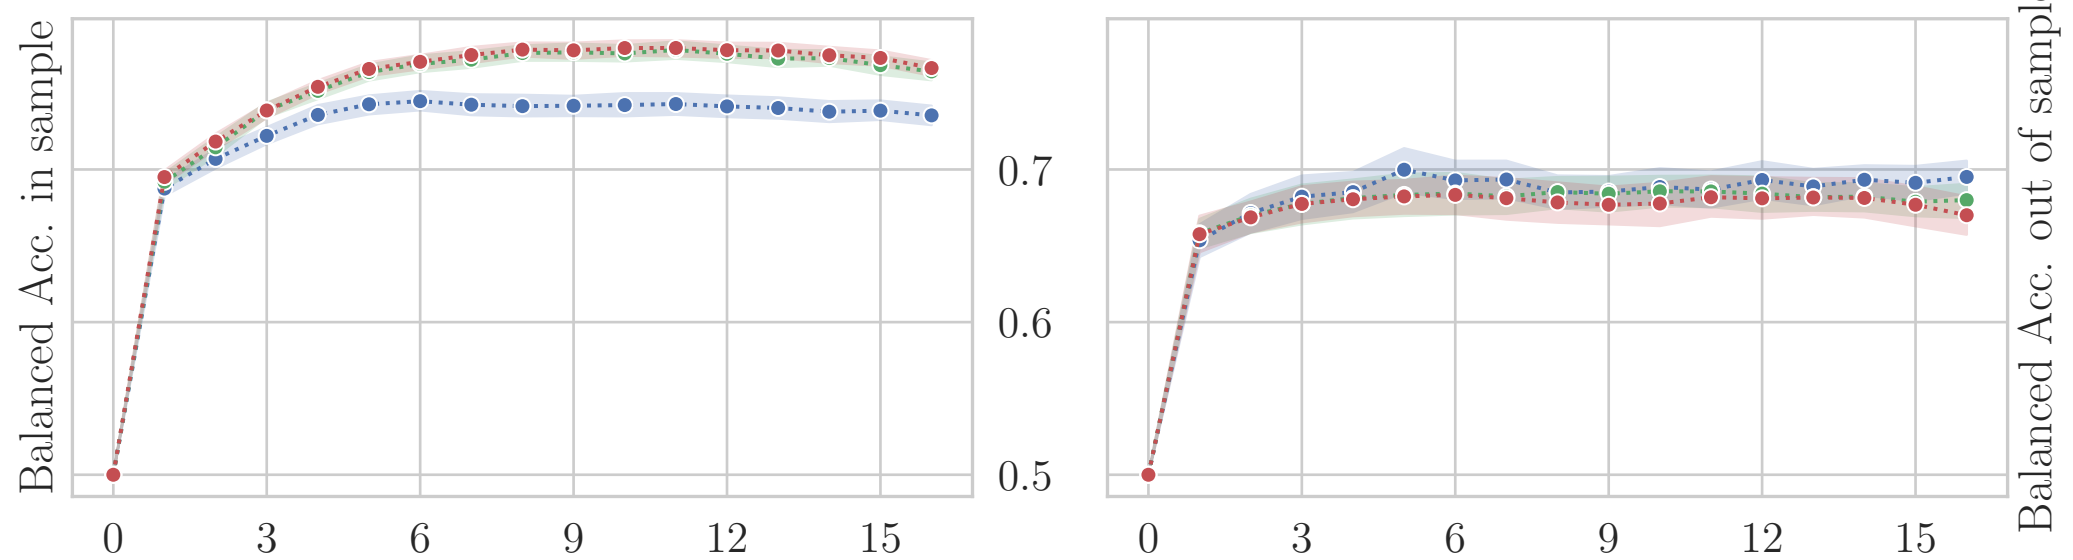 Balanced Acc. in sample
0 3 6 9 12 15
0.7
0.6
0.5
Balanced Acc. out of sample
0 3 6 9 12 15